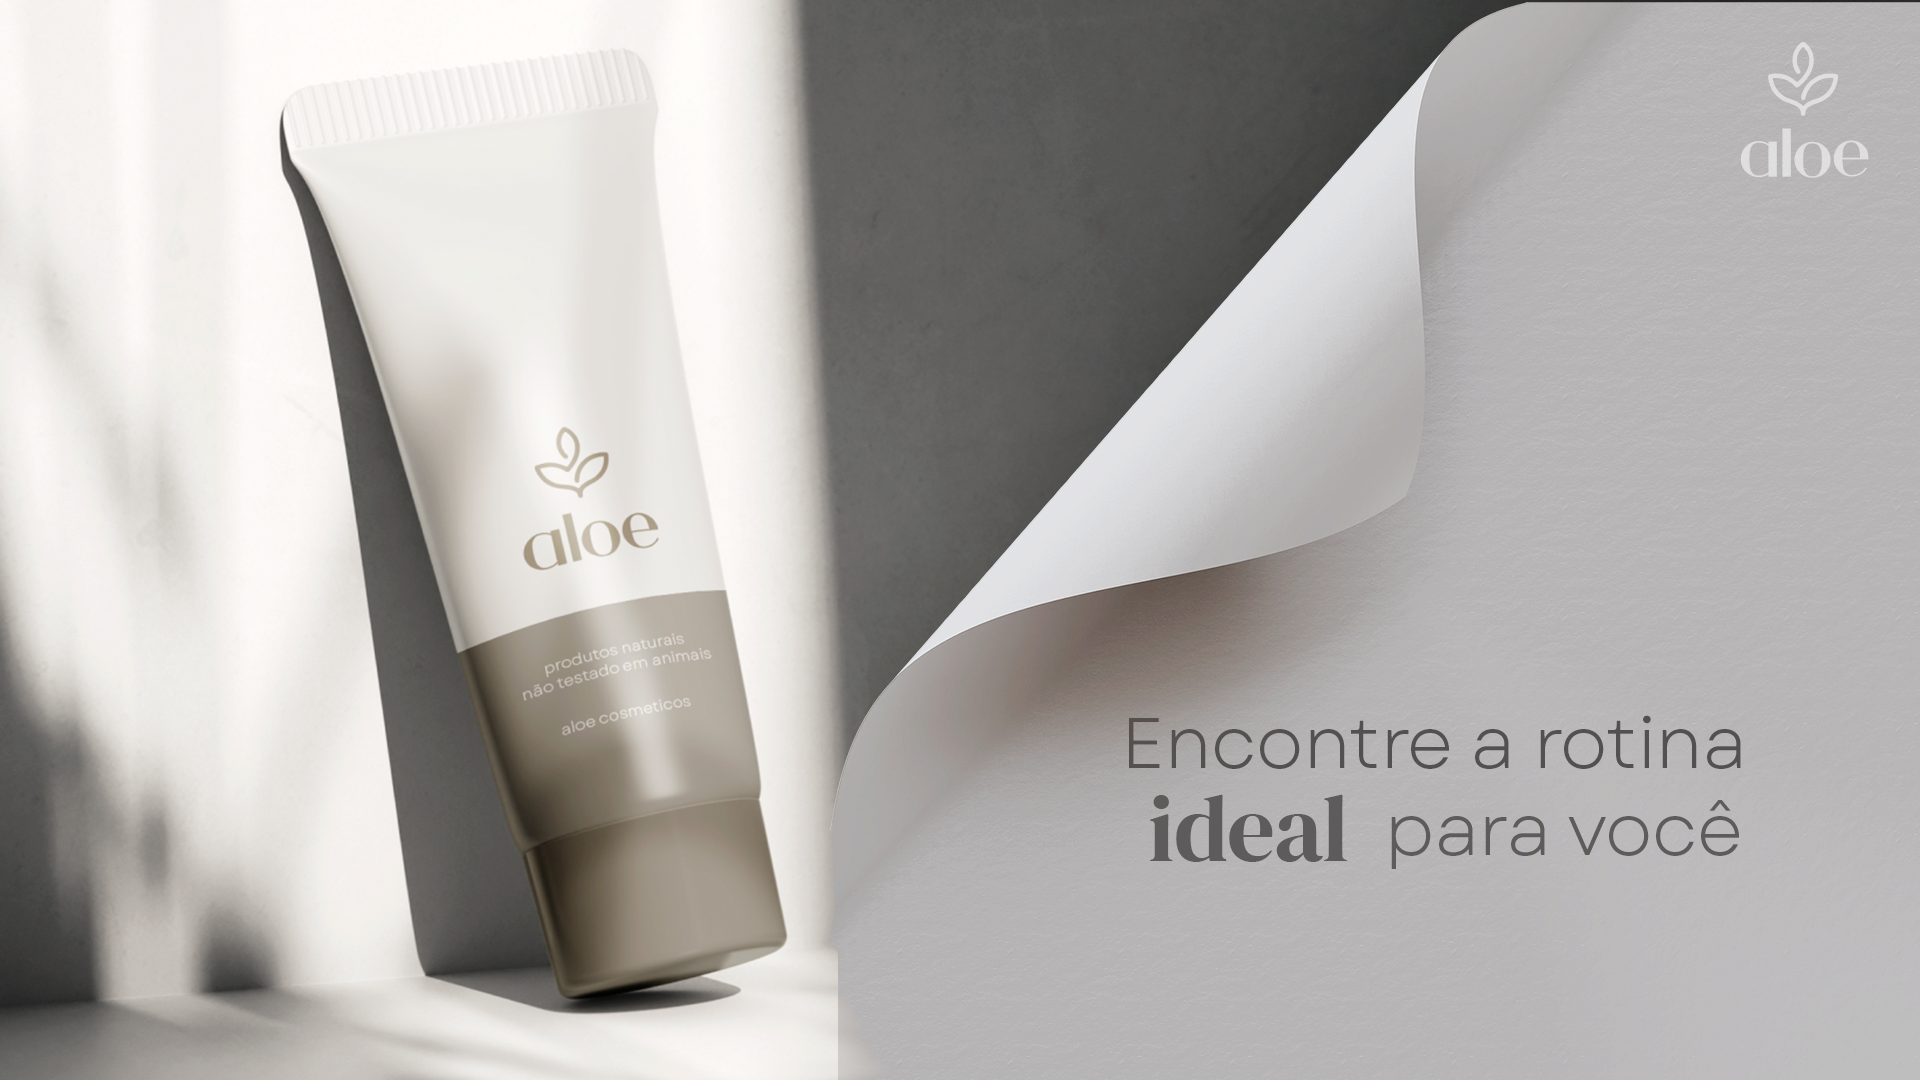 aloe
produtos naturais
não testado em animais
aloe cosmeticos
aloe
Encontre a rotina
ideal para você